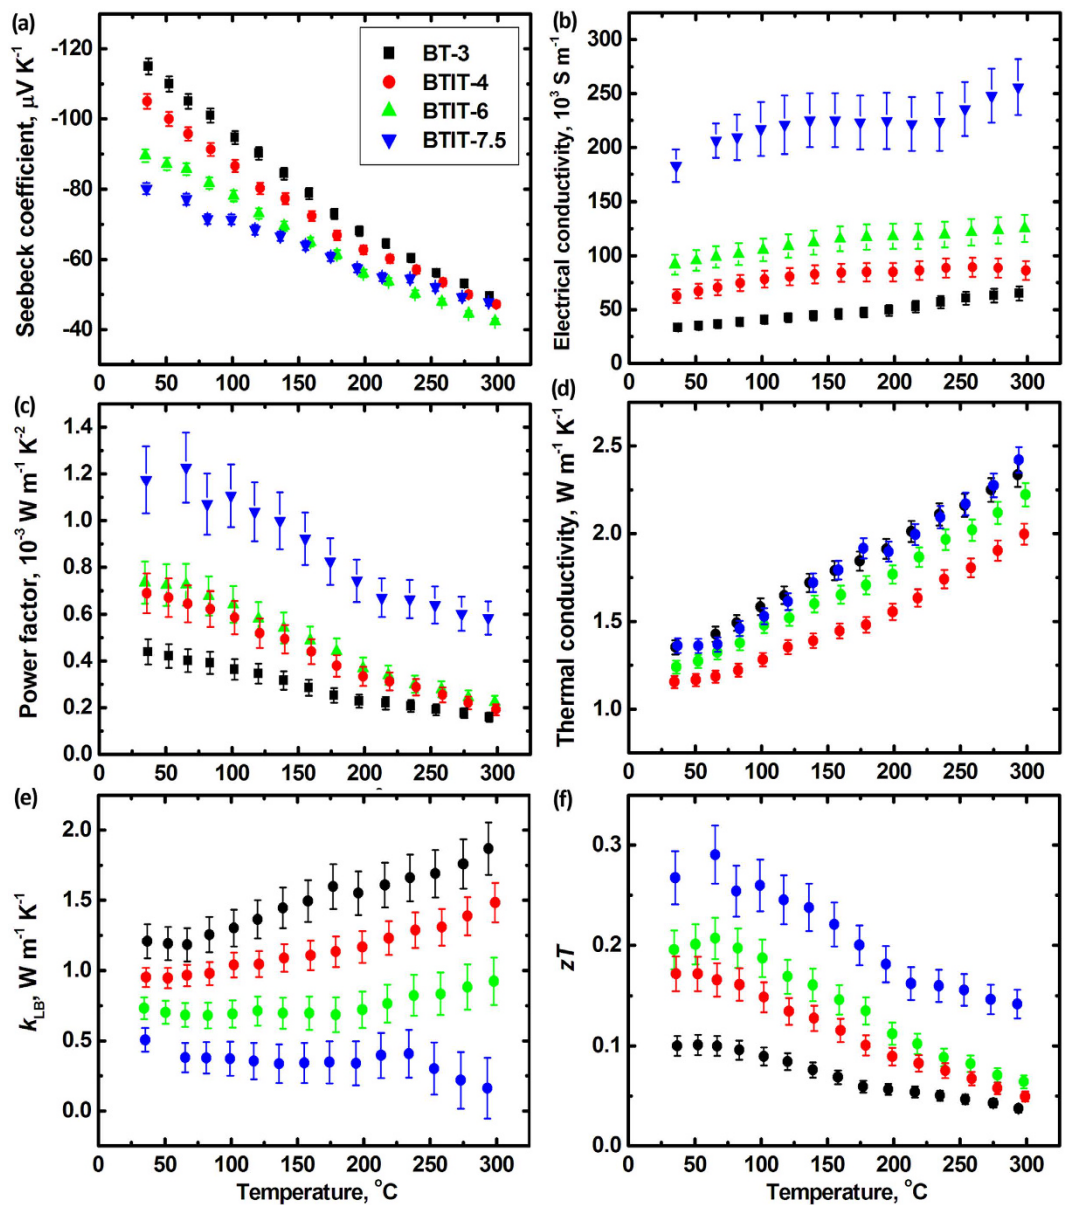 (a)
Seebeck coefficient, μV K⁻¹
-120
-100
-80
-60
-40
BT-3
BTIT-4
BTIT-6
BTIT-7.5
0 50 100 150 200 250 300
(b)
Electrical conductivity, 10³ S m⁻¹
300
250
200
150
100
50
0
0 50 100 150 200 250 300
(c)
Power factor, 10⁻³ W m⁻¹ K⁻²
1.4
1.2
1.0
0.8
0.6
0.4
0.2
0.0
0 50 100 150 200 250 300
(d)
Thermal conductivity, W m⁻¹ K⁻¹
2.5
2.0
1.5
1.0
0 50 100 150 200 250 300
(e)
k_LB, W m⁻¹ K⁻¹
2.0
1.5
1.0
0.5
0.0
0 50 100 150 200 250 300
Temperature, °C
(f)
zT
0.3
0.2
0.1
0.0
0 50 100 150 200 250 300
Temperature, °C